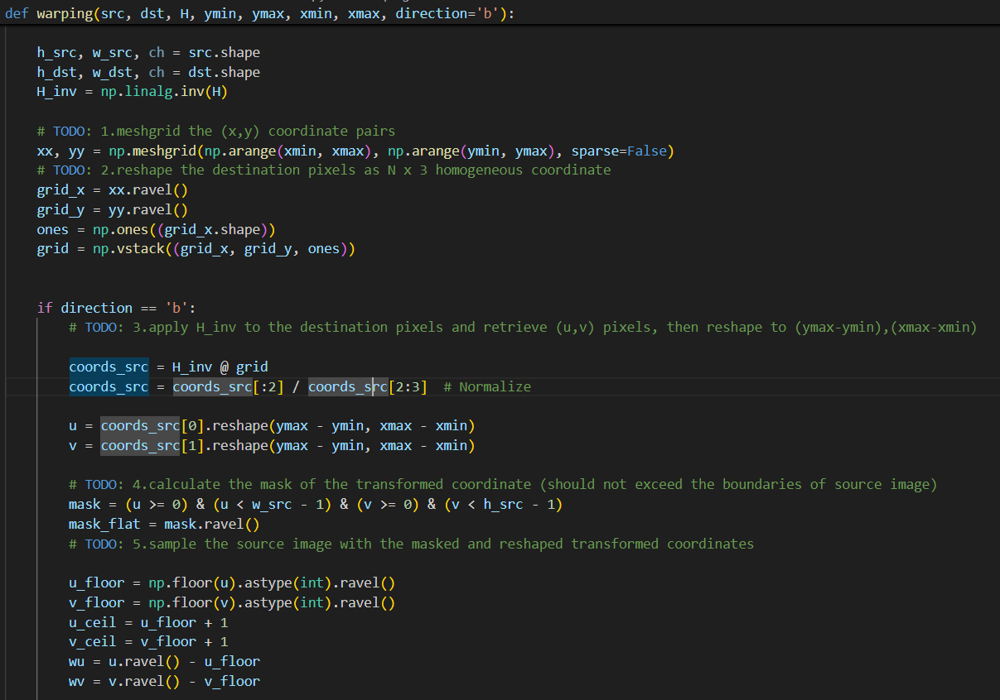 def warping(src, dst, H, ymin, ymax, xmin, xmax, direction='b'):
h_src, w_src, ch = src.shape
h_dst, w_dst, ch = dst.shape
H_inv = np.linalg.inv(H)
# TODO: 1.meshgrid the (x,y) coordinate pairs
xx, yy = np.meshgrid(np.arange(xmin, xmax), np.arange(ymin, ymax), sparse=False)
# TODO: 2.reshape the destination pixels as N x 3 homogeneous coordinate
grid_x = xx.ravel()
grid_y = yy.ravel()
ones = np.ones((grid_x.shape))
grid = np.vstack((grid_x, grid_y, ones))
if direction == 'b':
# TODO: 3.apply H_inv to the destination pixels and retrieve (u,v) pixels, then reshape to (ymax-ymin),(xmax-xmin)
coords_src = H_inv @ grid
coords_src = coords_src[:2] / coords_src[2:3]  # Normalize
u = coords_src[0].reshape(ymax - ymin, xmax - xmin)
v = coords_src[1].reshape(ymax - ymin, xmax - xmin)
# TODO: 4.calculate the mask of the transformed coordinate (should not exceed the boundaries of source image)
mask = (u >= 0) & (u < w_src - 1) & (v >= 0) & (v < h_src - 1)
mask_flat = mask.ravel()
# TODO: 5.sample the source image with the masked and reshaped transformed coordinates
u_floor = np.floor(u).astype(int).ravel()
v_floor = np.floor(v).astype(int).ravel()
u_ceil = u_floor + 1
v_ceil = v_floor + 1
wu = u.ravel() - u_floor
wv = v.ravel() - v_floor